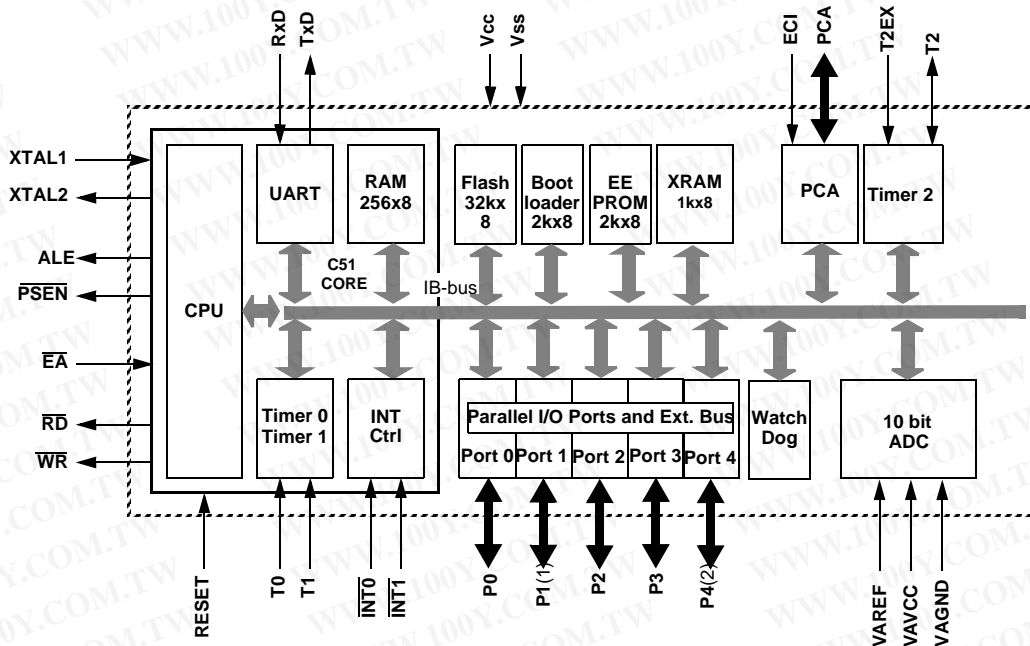 RxD
TxD
Vcc
Vss
ECI
PCA
T2EX
T2
XTAL1
XTAL2
ALE
PSEN
EA
RD
WR
CPU
UART
RAM
256x8
C51
CORE
IB-bus
Flash
32kx
8
Boot
loader
2kx8
EE
PROM
2kx8
XRAM
1kx8
PCA
Timer 2
Timer 0
Timer 1
INT
Ctrl
Parallel I/O Ports and Ext. Bus
Port 0
Port 1
Port 2
Port 3
Port 4
Watch
Dog
10 bit
ADC
RESET
T0
T1
INT0
INT1
P0
P1(1)
P2
P3
P4(2)
VAREF
VAVCC
VAGND
WWW.100Y.COM.TW